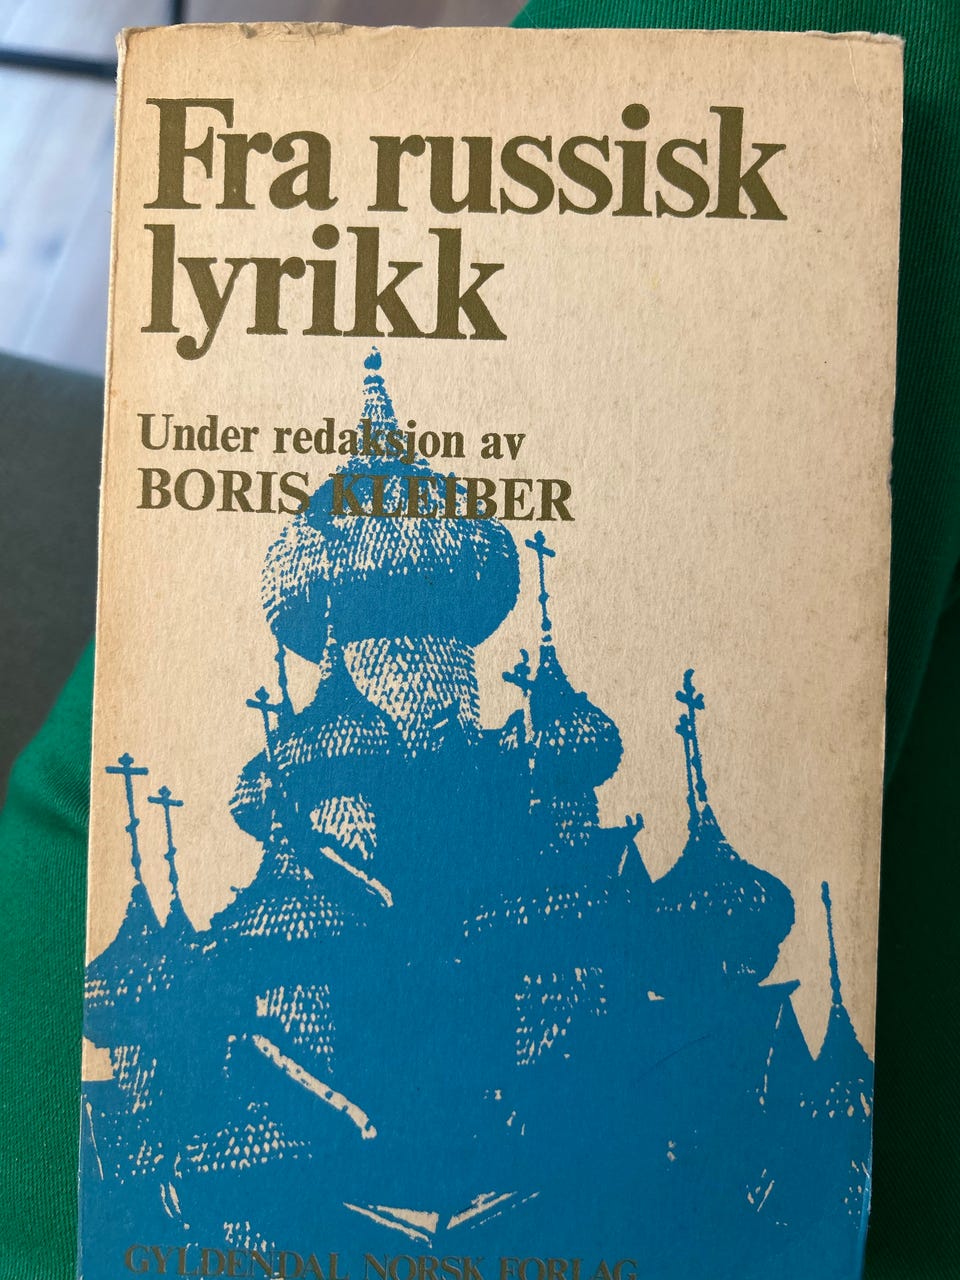 Fra russisk
lyrikk
Under redaksjon av
BORIS KLEIBER
GYLDENDAL NORSK FORLAG